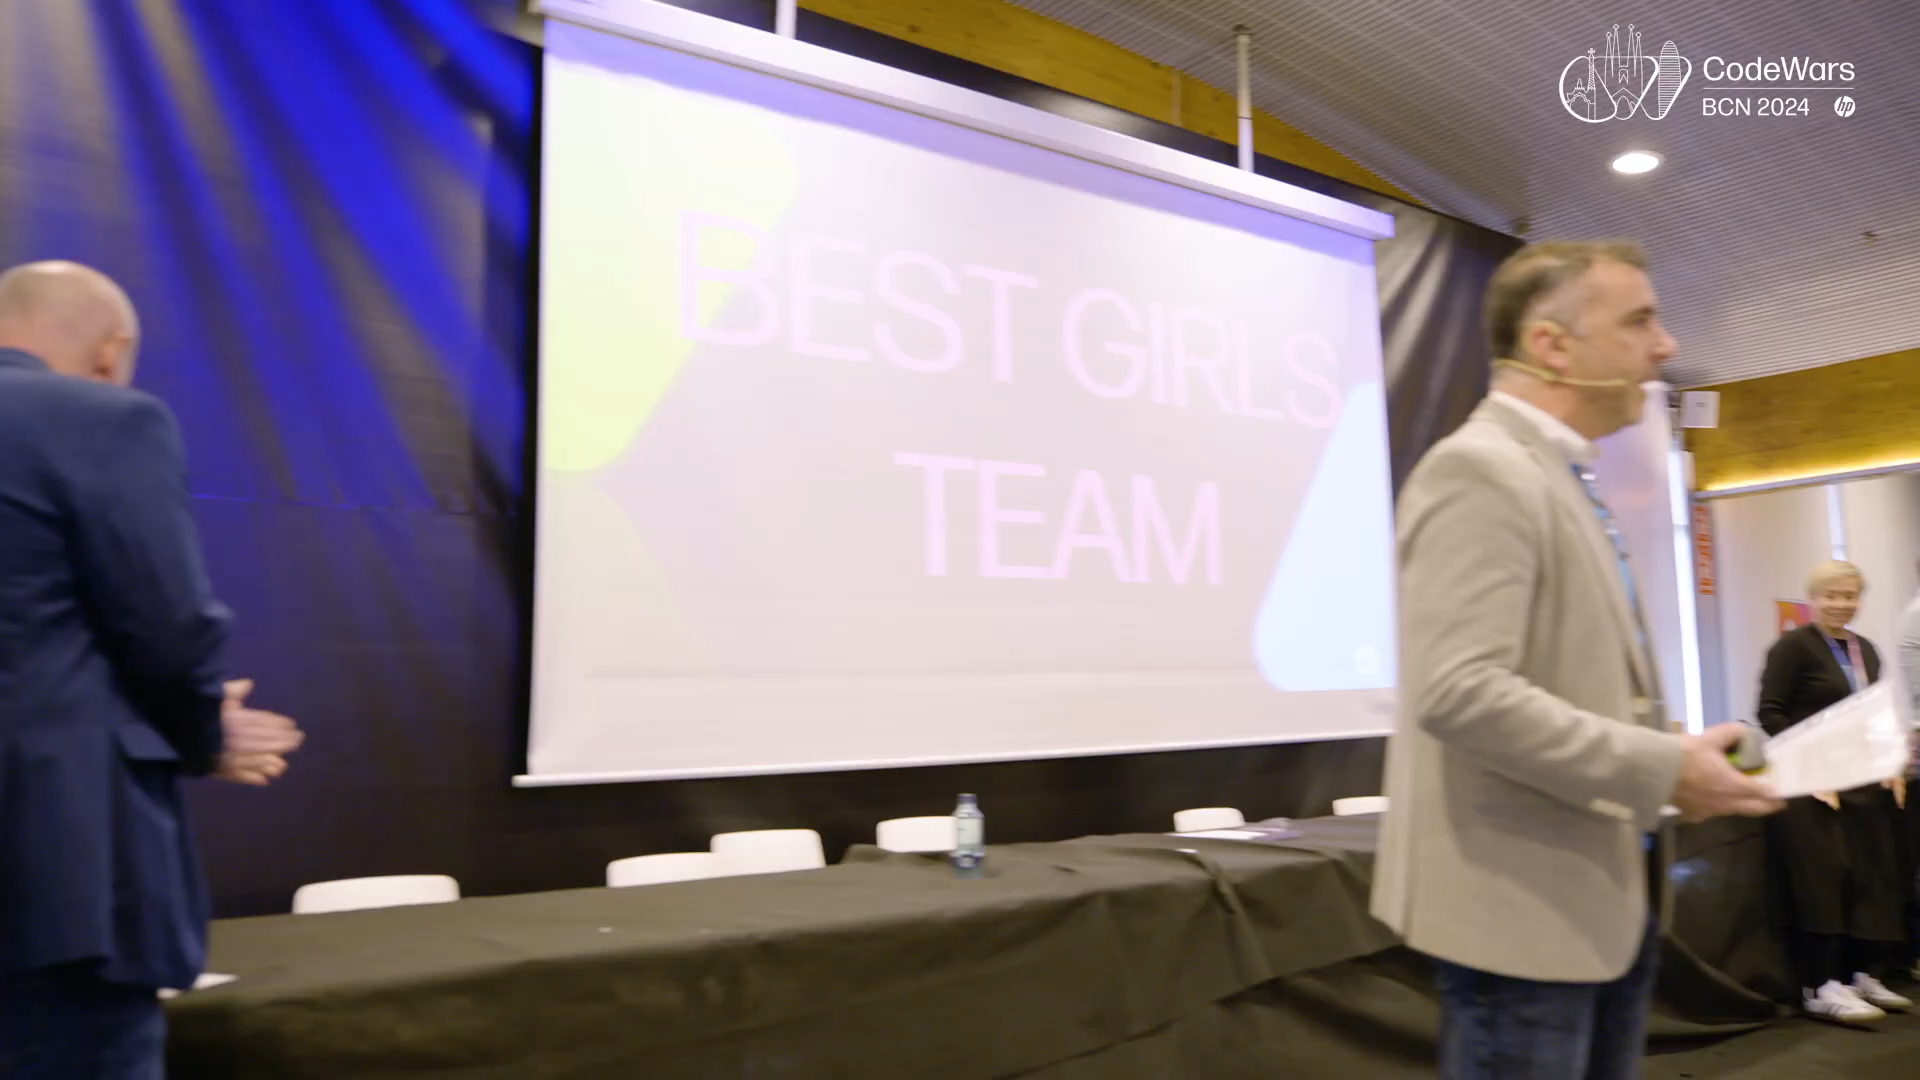 CodeWars
BCN 2024
hp
BEST GIRLS
TEAM